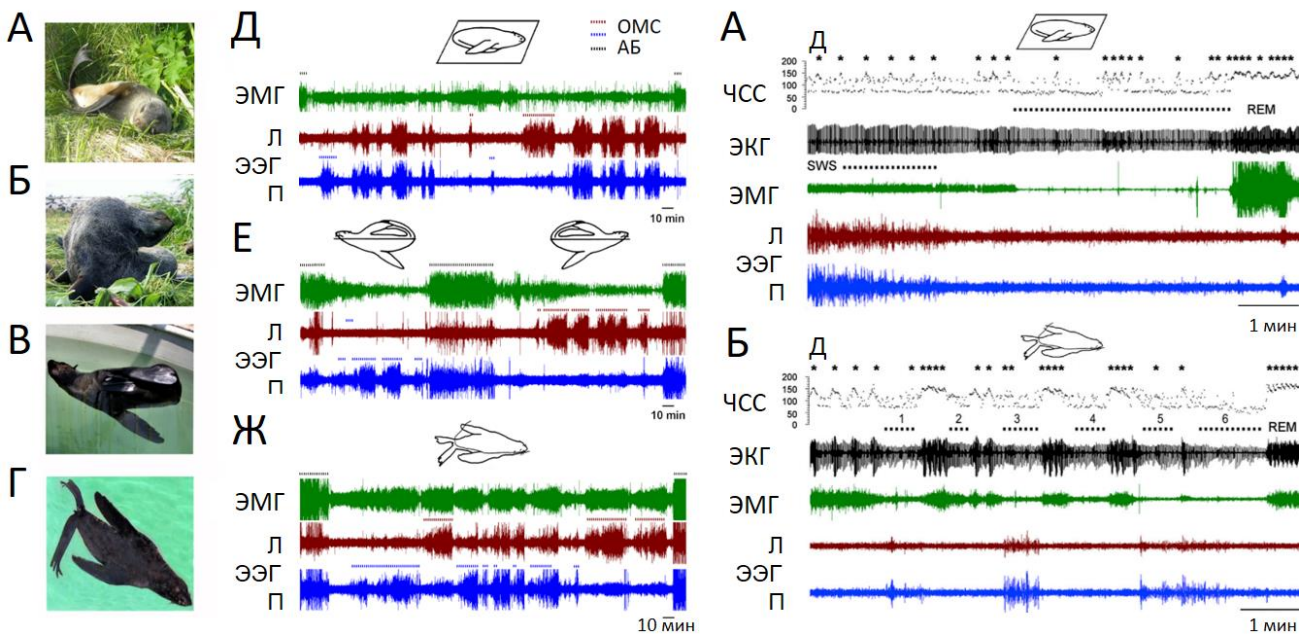 А
Б
В
Г
Д
ОМС
АБ
ЭМГ
Л
ЭЭГ
П
10 min
Е
ЭМГ
Л
ЭЭГ
П
10 min
Ж
ЭМГ
Л
ЭЭГ
П
10 мин
А
Д
* * * * * * * * * * * * * * * * ** ***** * ****
200
150
100
50
0
ЧСС
REM
ЭКГ
SWS
ЭМГ
Л
ЭЭГ
П
1 мин
Б
Д
* * * * * **** * * ** **** **** * * *****
200
150
100
50
0
ЧСС
1 2 3 4 5 6
REM
ЭКГ
ЭМГ
Л
ЭЭГ
П
1 мин